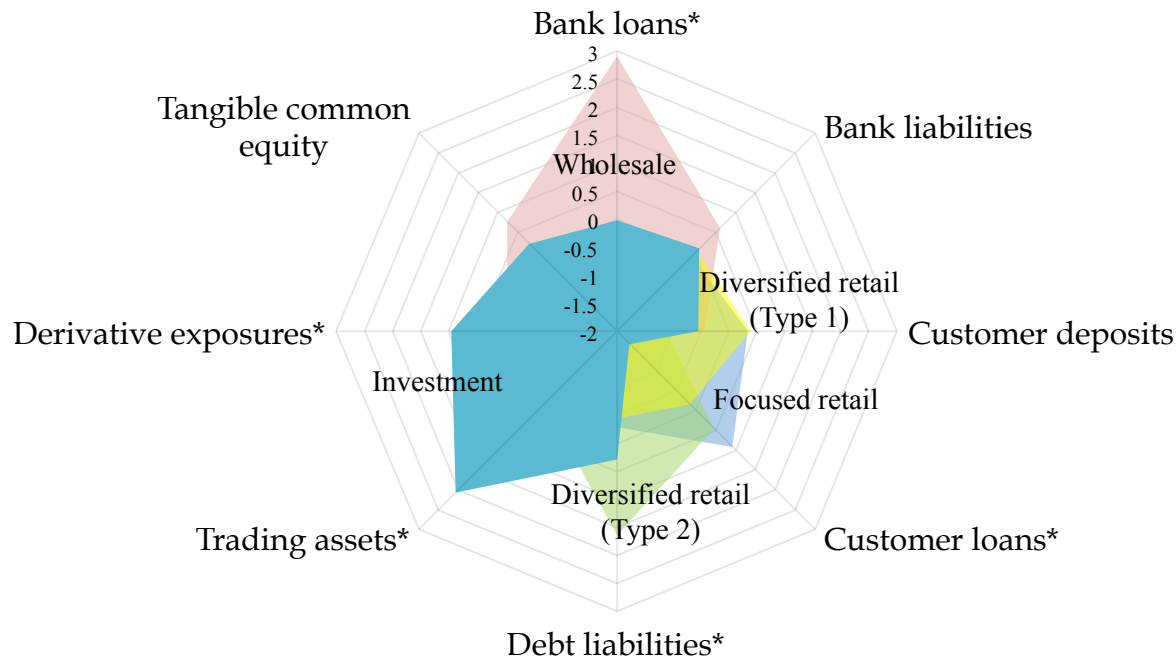 Bank loans*
3
2.5
2
1.5
1
0.5
0
-0.5
-1
-1.5
-2
Tangible common
equity
Bank liabilities
Wholesale
Diversified retail
(Type 1)
Derivative exposures*
Customer deposits
Investment
Focused retail
Diversified retail
(Type 2)
Trading assets*
Customer loans*
Debt liabilities*